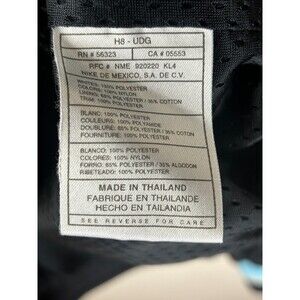 H8 - UDG
RN # 56323 CA # 05553
RFC # NME 920220 KL4
NIKE DE MEXICO, S.A. DE C.V.
100% POLYESTER
COLORS: 100% NYLON
LINING: 65% POLYESTER / 35% COTTON
TRIM: 100% POLYESTER
BLANC: 100% POLYESTER
COULEURS: 100% POLYAMIDE
DOUBLURE: 65% POLYESTER / 35% COTON
FOURNITURE: 100% POLYESTER
BLANCO: 100% POLYESTER
COLORES: 100% NYLON
FORRO: 65% POLYESTER / 35% ALGODON
RIBETEADO: 100% POLYESTER
MADE IN THAILAND
FABRIQUE EN THAILANDE
HECHO EN TAILANDIA
SEE REVERSE FOR CARE